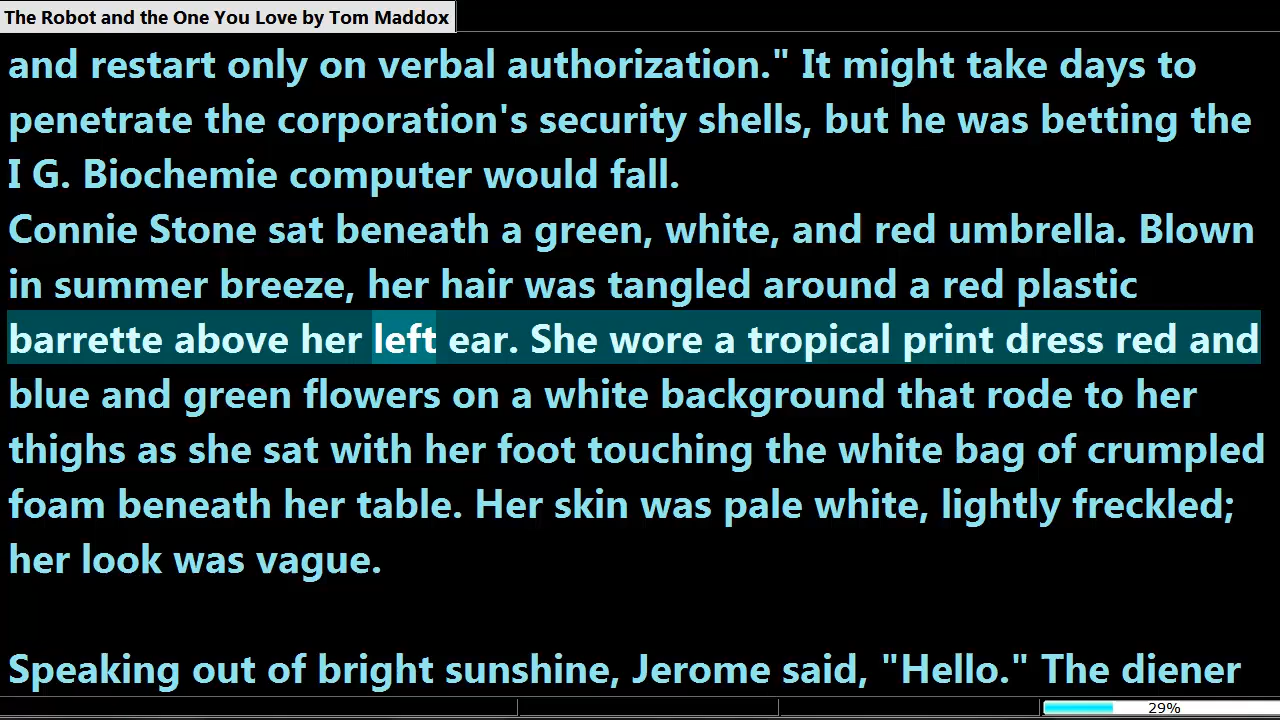 The Robot and the One You Love by Tom Maddox
and restart only on verbal authorization." It might take days to
penetrate the corporation's security shells, but he was betting the
I G. Biochemie computer would fall.
Connie Stone sat beneath a green, white, and red umbrella. Blown
in summer breeze, her hair was tangled around a red plastic
barrette above her left ear. She wore a tropical print dress red and
blue and green flowers on a white background that rode to her
thighs as she sat with her foot touching the white bag of crumpled
foam beneath her table. Her skin was pale white, lightly freckled;
her look was vague.
Speaking out of bright sunshine, Jerome said, "Hello." The diener
29%